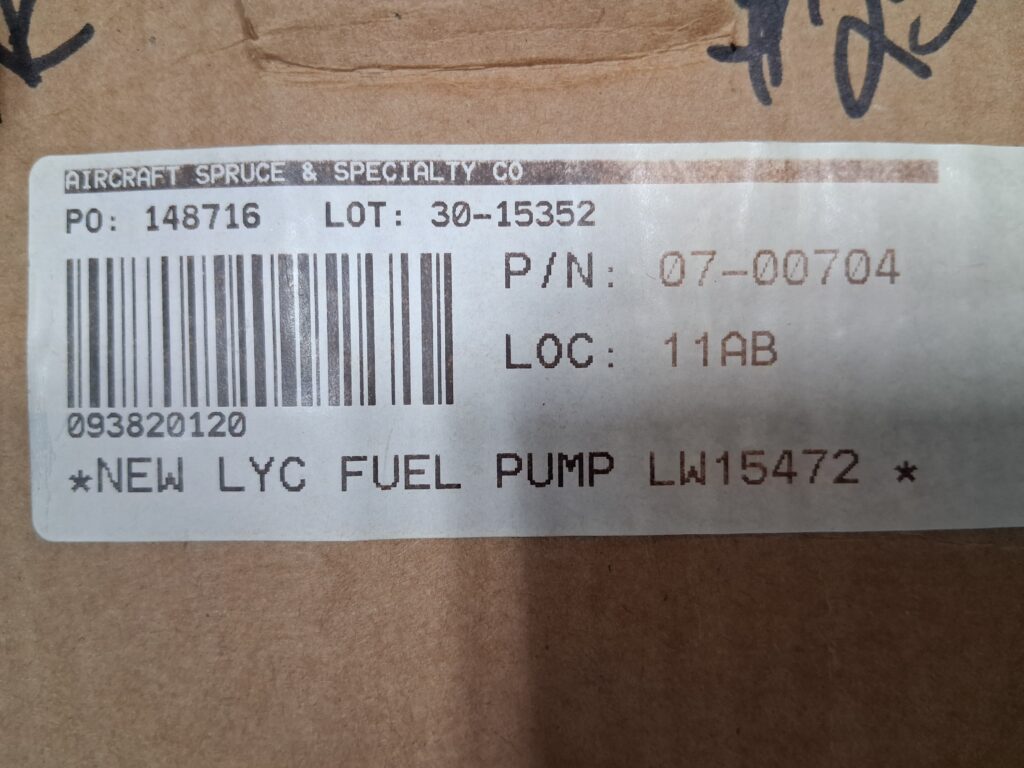 AIRCRAFT SPRUCE & SPECIALTY CO
PO: 148716 LOT: 30-15352
P/N: 07-00704
LOC: 11AB
093820120
*NEW LYC FUEL PUMP LW15472 *